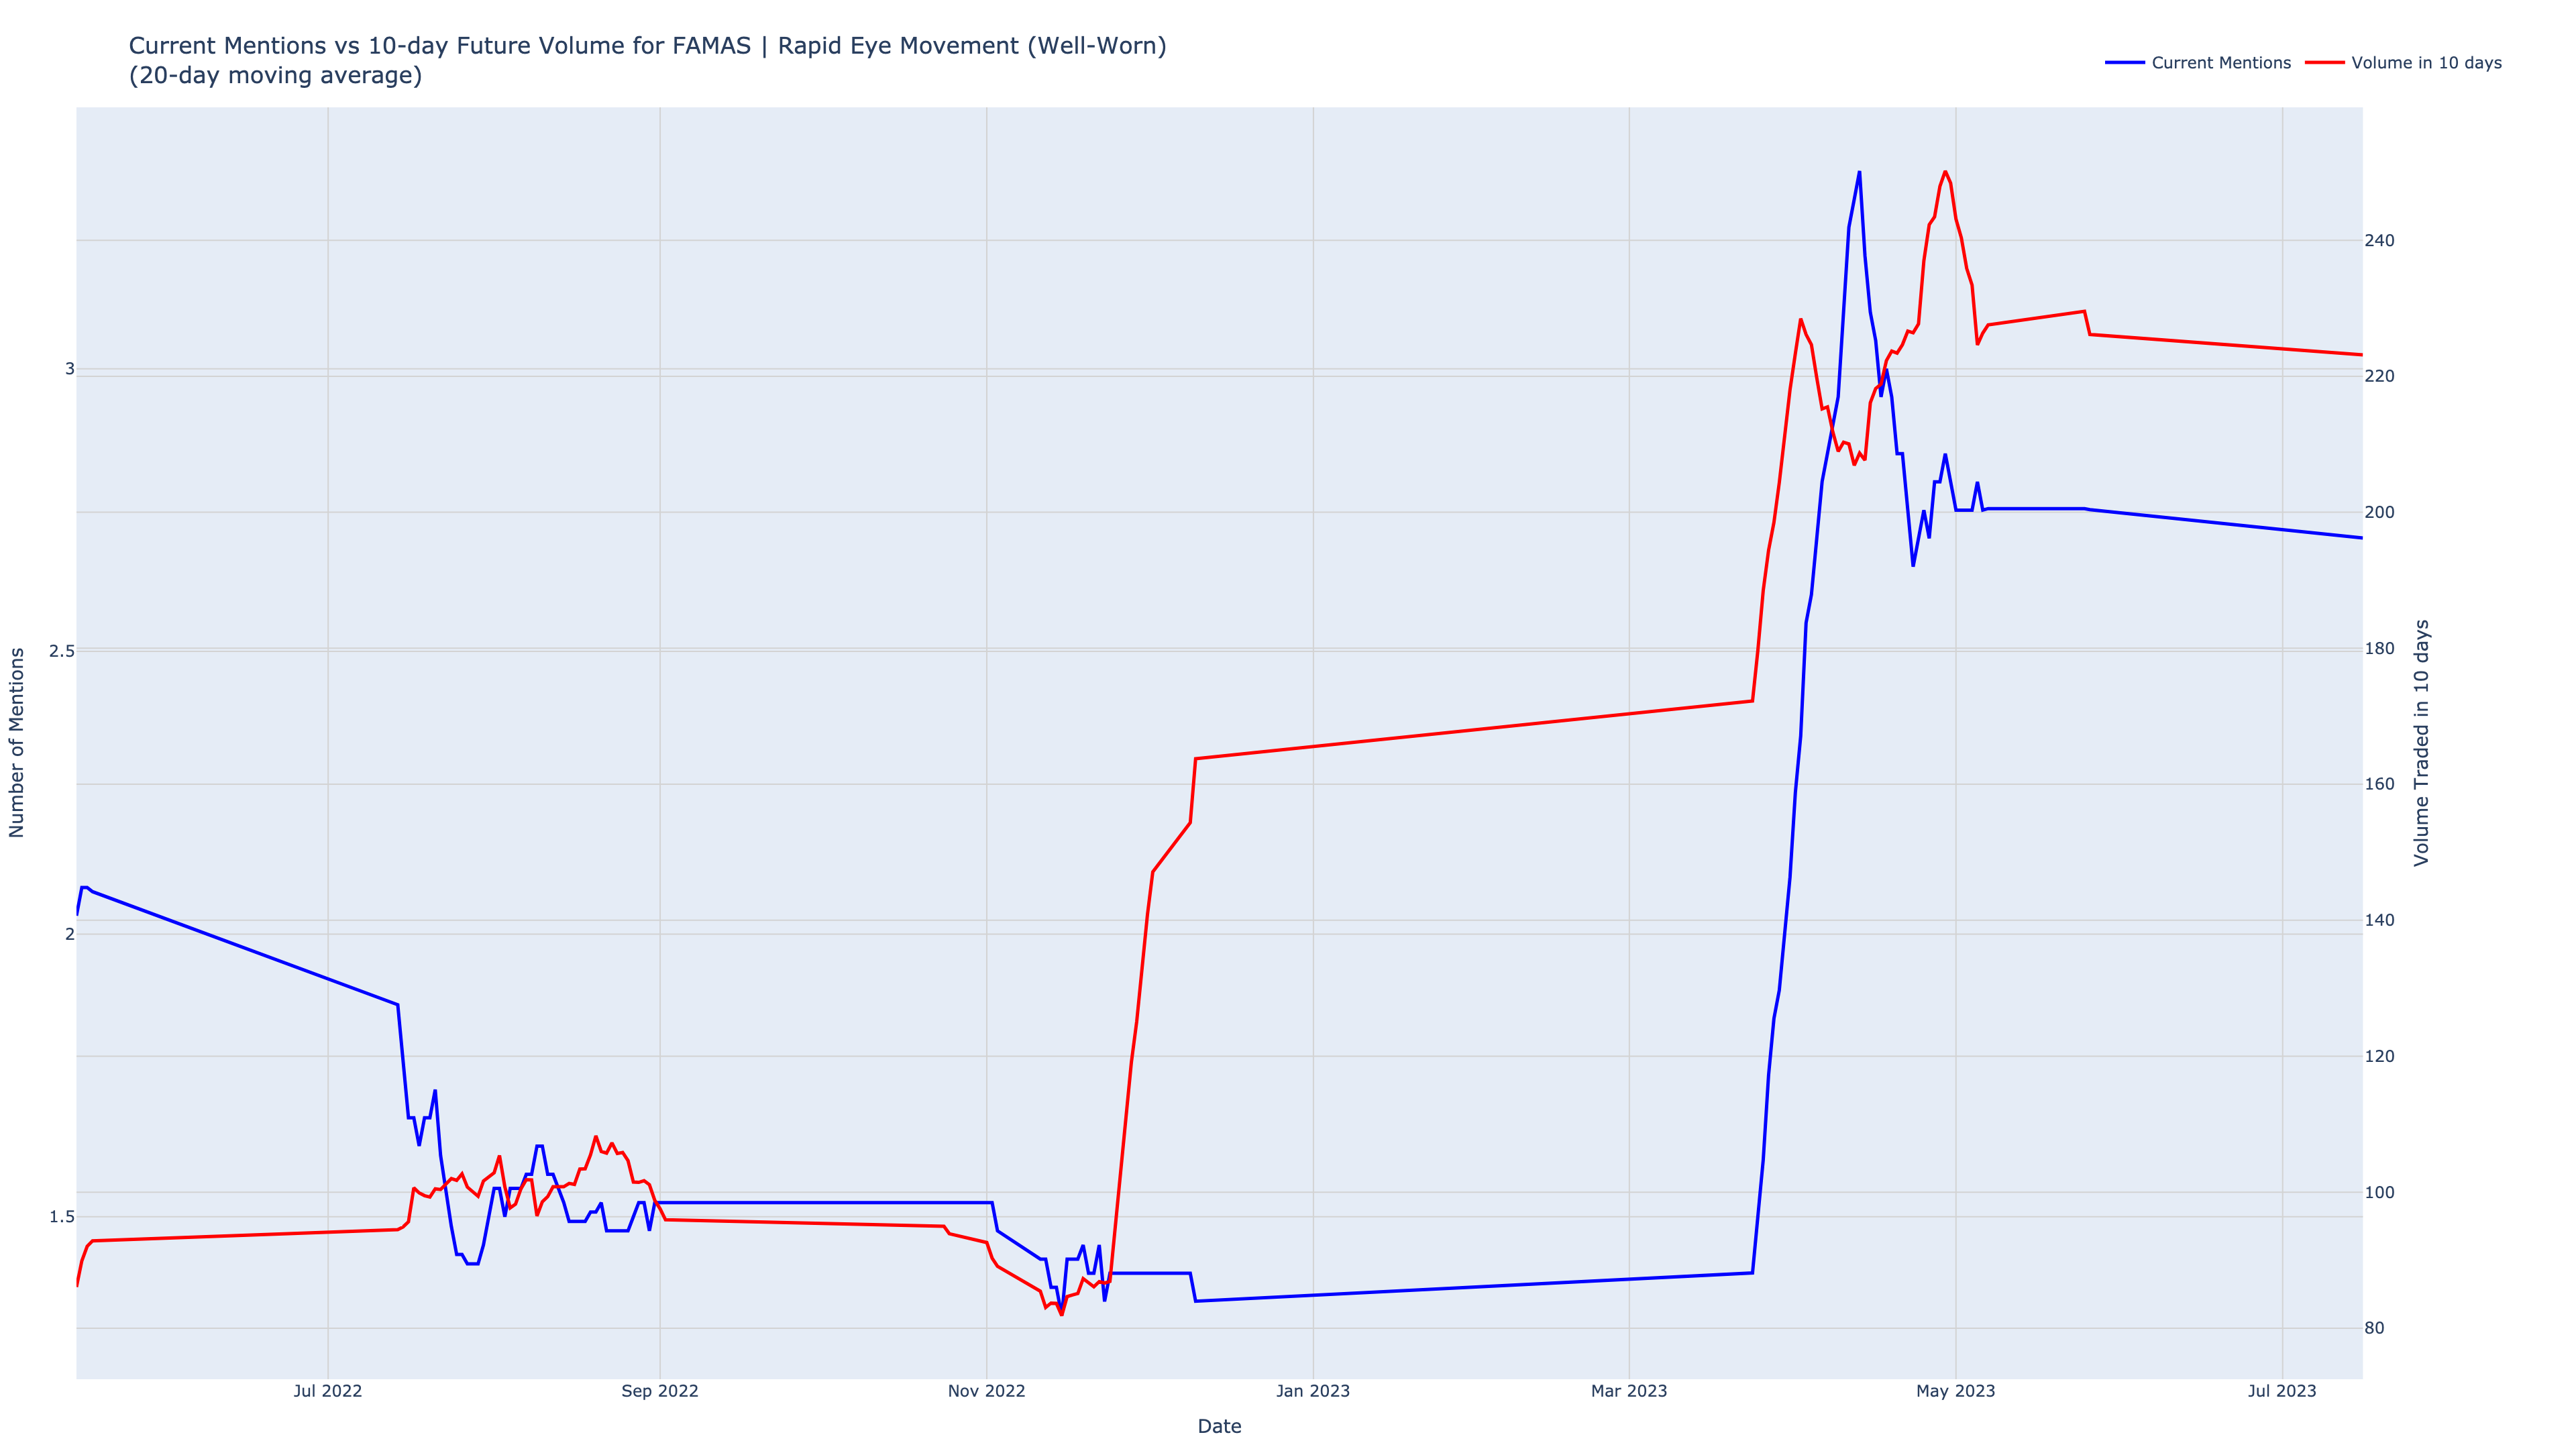 Current Mentions vs 10-day Future Volume for FAMAS | Rapid Eye Movement (Well-Worn)
(20-day moving average)
Current Mentions
Volume in 10 days
Number of Mentions
3
2.5
2
1.5
240
220
200
180
160
140
120
100
80
Volume Traded in 10 days
Jul 2022
Sep 2022
Nov 2022
Jan 2023
Mar 2023
May 2023
Jul 2023
Date